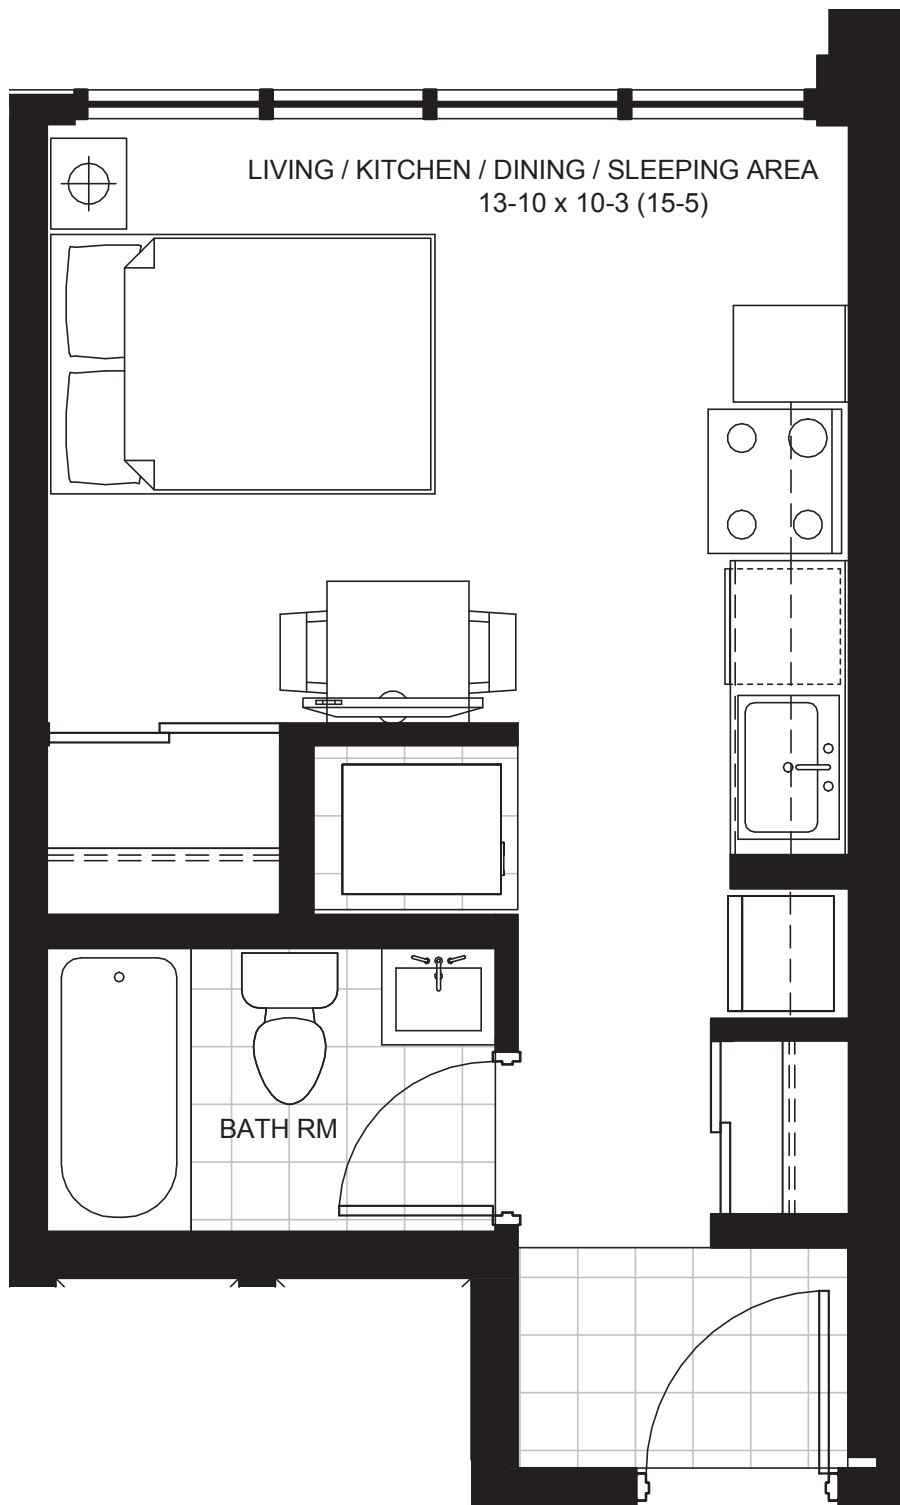 LIVING / KITCHEN / DINING / SLEEPING AREA
13-10 x 10-3 (15-5)
BATH RM